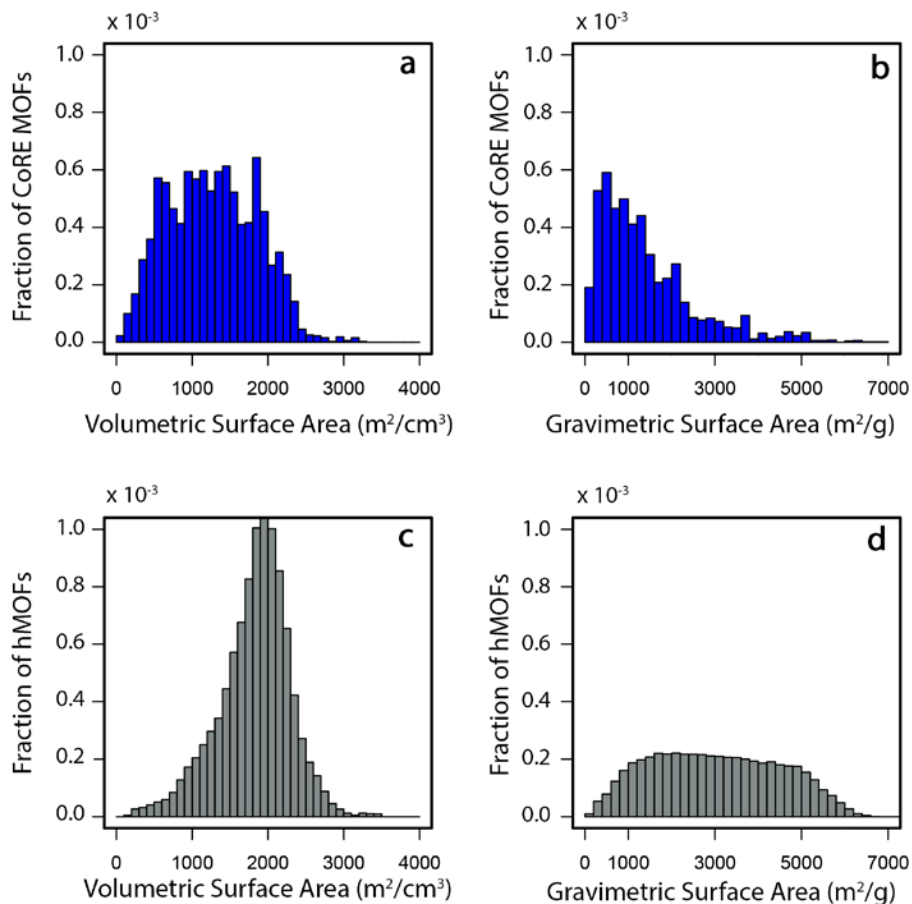 x 10⁻³
x 10⁻³
a
b
1.0
0.8
0.6
0.4
0.2
0.0
Fraction of CoRE MOFs
0 1000 2000 3000 4000
Volumetric Surface Area (m²/cm³)
1.0
0.8
0.6
0.4
0.2
0.0
Fraction of CoRE MOFs
0 1000 3000 5000 7000
Gravimetric Surface Area (m²/g)
x 10⁻³
x 10⁻³
c
d
1.0
0.8
0.6
0.4
0.2
0.0
Fraction of hMOFs
0 1000 2000 3000 4000
Volumetric Surface Area (m²/cm³)
1.0
0.8
0.6
0.4
0.2
0.0
Fraction of hMOFs
0 1000 3000 5000 7000
Gravimetric Surface Area (m²/g)